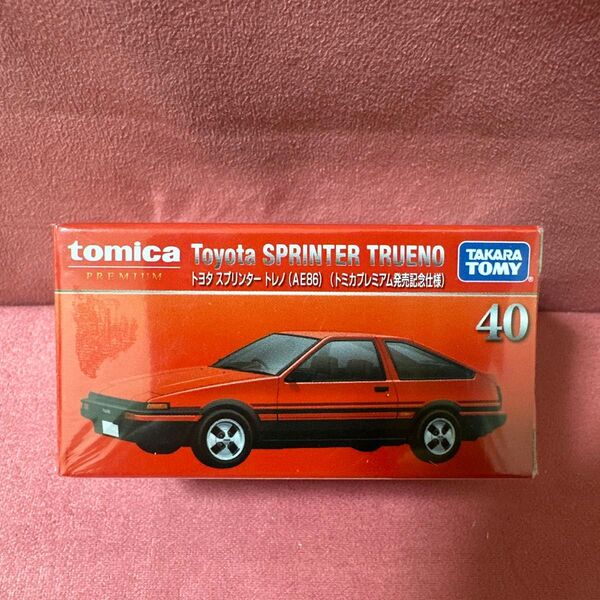 tomica
PREMIUM
Toyota SPRINTER TRUENO
トヨタ スプリンター トレノ(AE86)(トミカプレミアム発売記念仕様)
TAKARA
TOMY
40